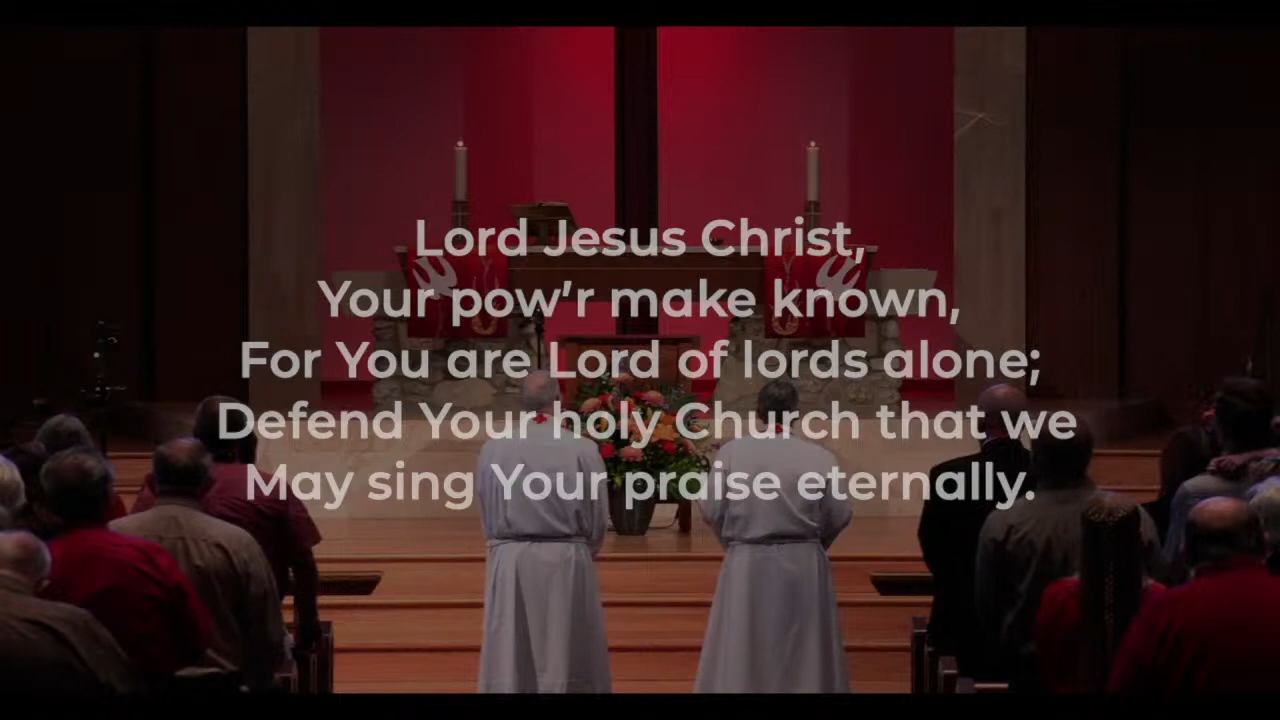 Lord Jesus Christ,
Your pow’r make known,
For You are Lord of lords alone;
Defend Your holy Church that we
May sing Your praise eternally.